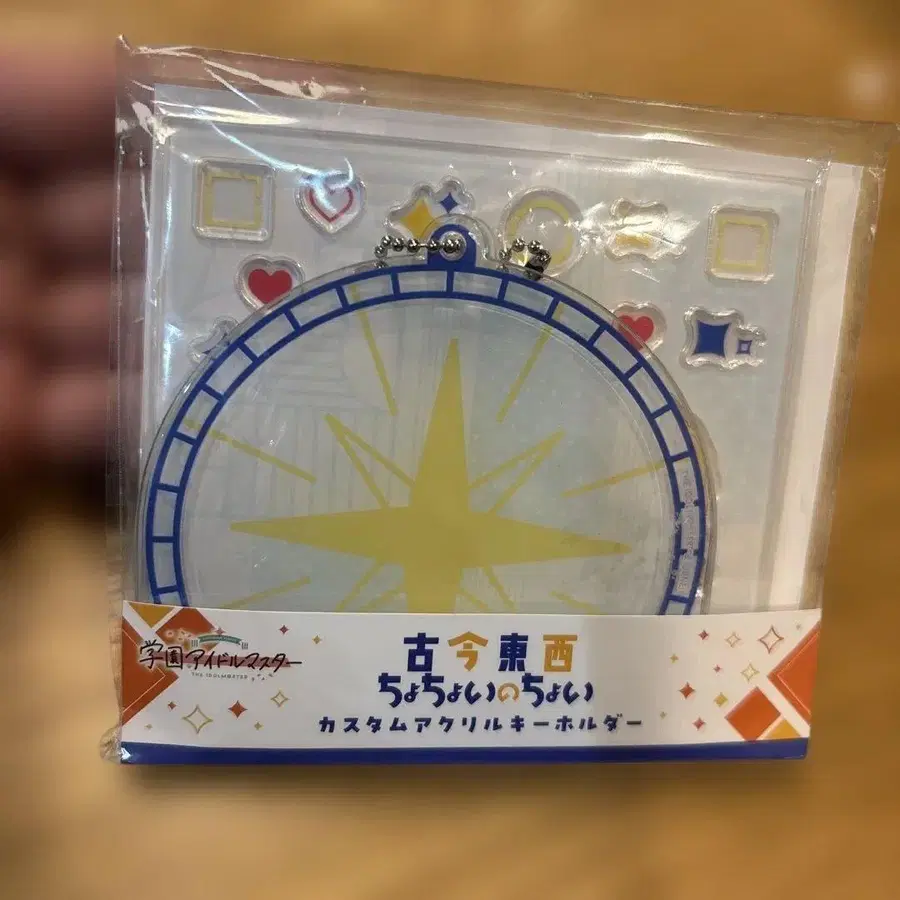 学園アイドルマスター
THE IDOLM@STER
古今東西
ちょちょいのちょい
カスタムアクリルキーホルダー